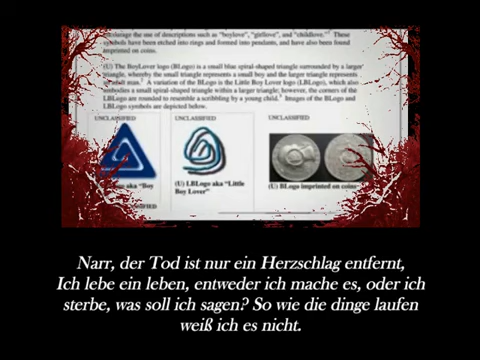 use of descriptions such as "boylove", "girllove", and "childlove." These
symbols have been etched into rings and formed into pendants, and have also been found
imprinted on coins.
(U) The BoyLover logo (BLogo) is a small blue spiral-shaped triangle surrounded by a larger
triangle, whereby the small triangle represents a small boy and the larger triangle represents
man. A variation of the BLogo is the Little Boy Lover logo (LBLogo), which also
embodies a small spiral-shaped triangle within a larger triangle; however, the corners of the
LBLogo are rounded to resemble a scribbling by a young child. Images of the BLogo and
LBLogo symbols are depicted below.
UNCLASSIFIED
UNCLASSIFIED
UNCLASSIFIED
aka "Boy
(U) LBLogo aka "Little
Boy Lover"
(U) BLogo imprinted on coins
Narr, der Tod ist nur ein Herzschlag entfernt,
Ich lebe ein leben, entweder ich mache es, oder ich
sterbe, was soll ich sagen? So wie die dinge laufen
weiß ich es nicht.